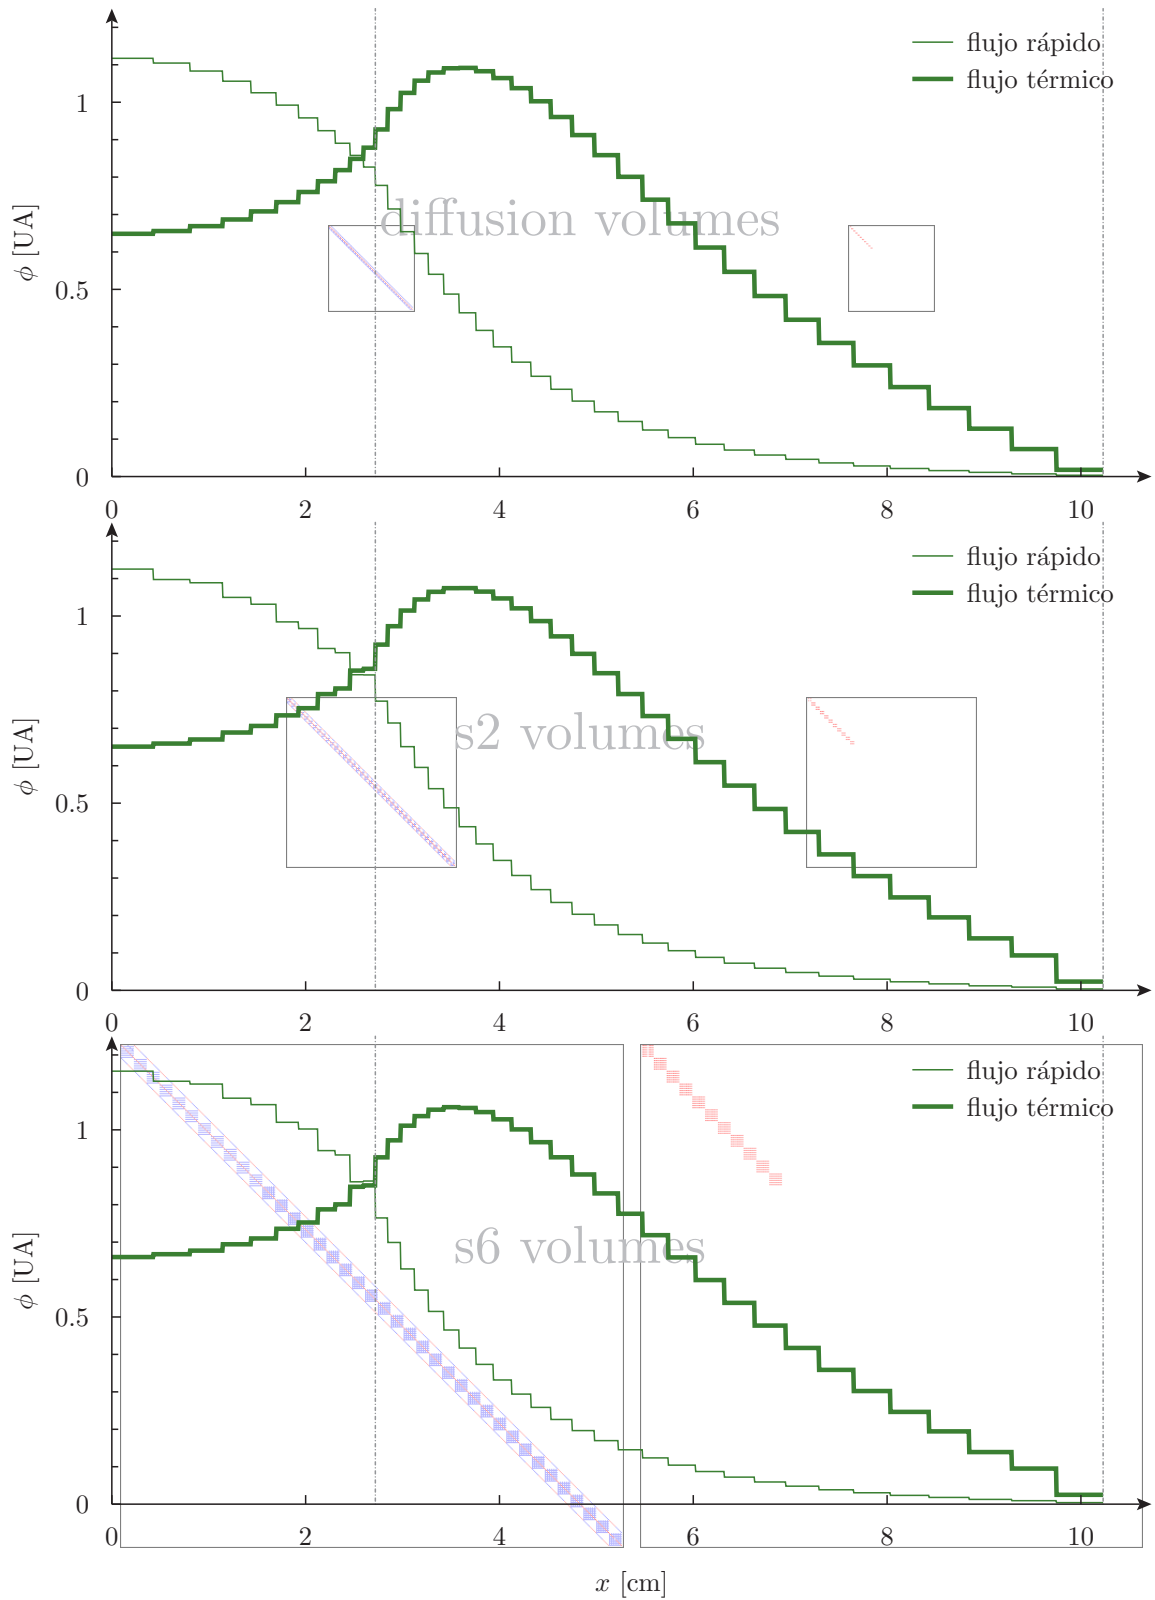 flujo rápido
flujo térmico
1
diffusion volumes
ϕ [UA]
0.5
0
0 2 4 6 8 10
flujo rápido
flujo térmico
1
s2 volumes
ϕ [UA]
0.5
0
0 2 4 6 8 10
flujo rápido
flujo térmico
1
s6 volumes
ϕ [UA]
0.5
0
0 2 4 6 8 10
x [cm]